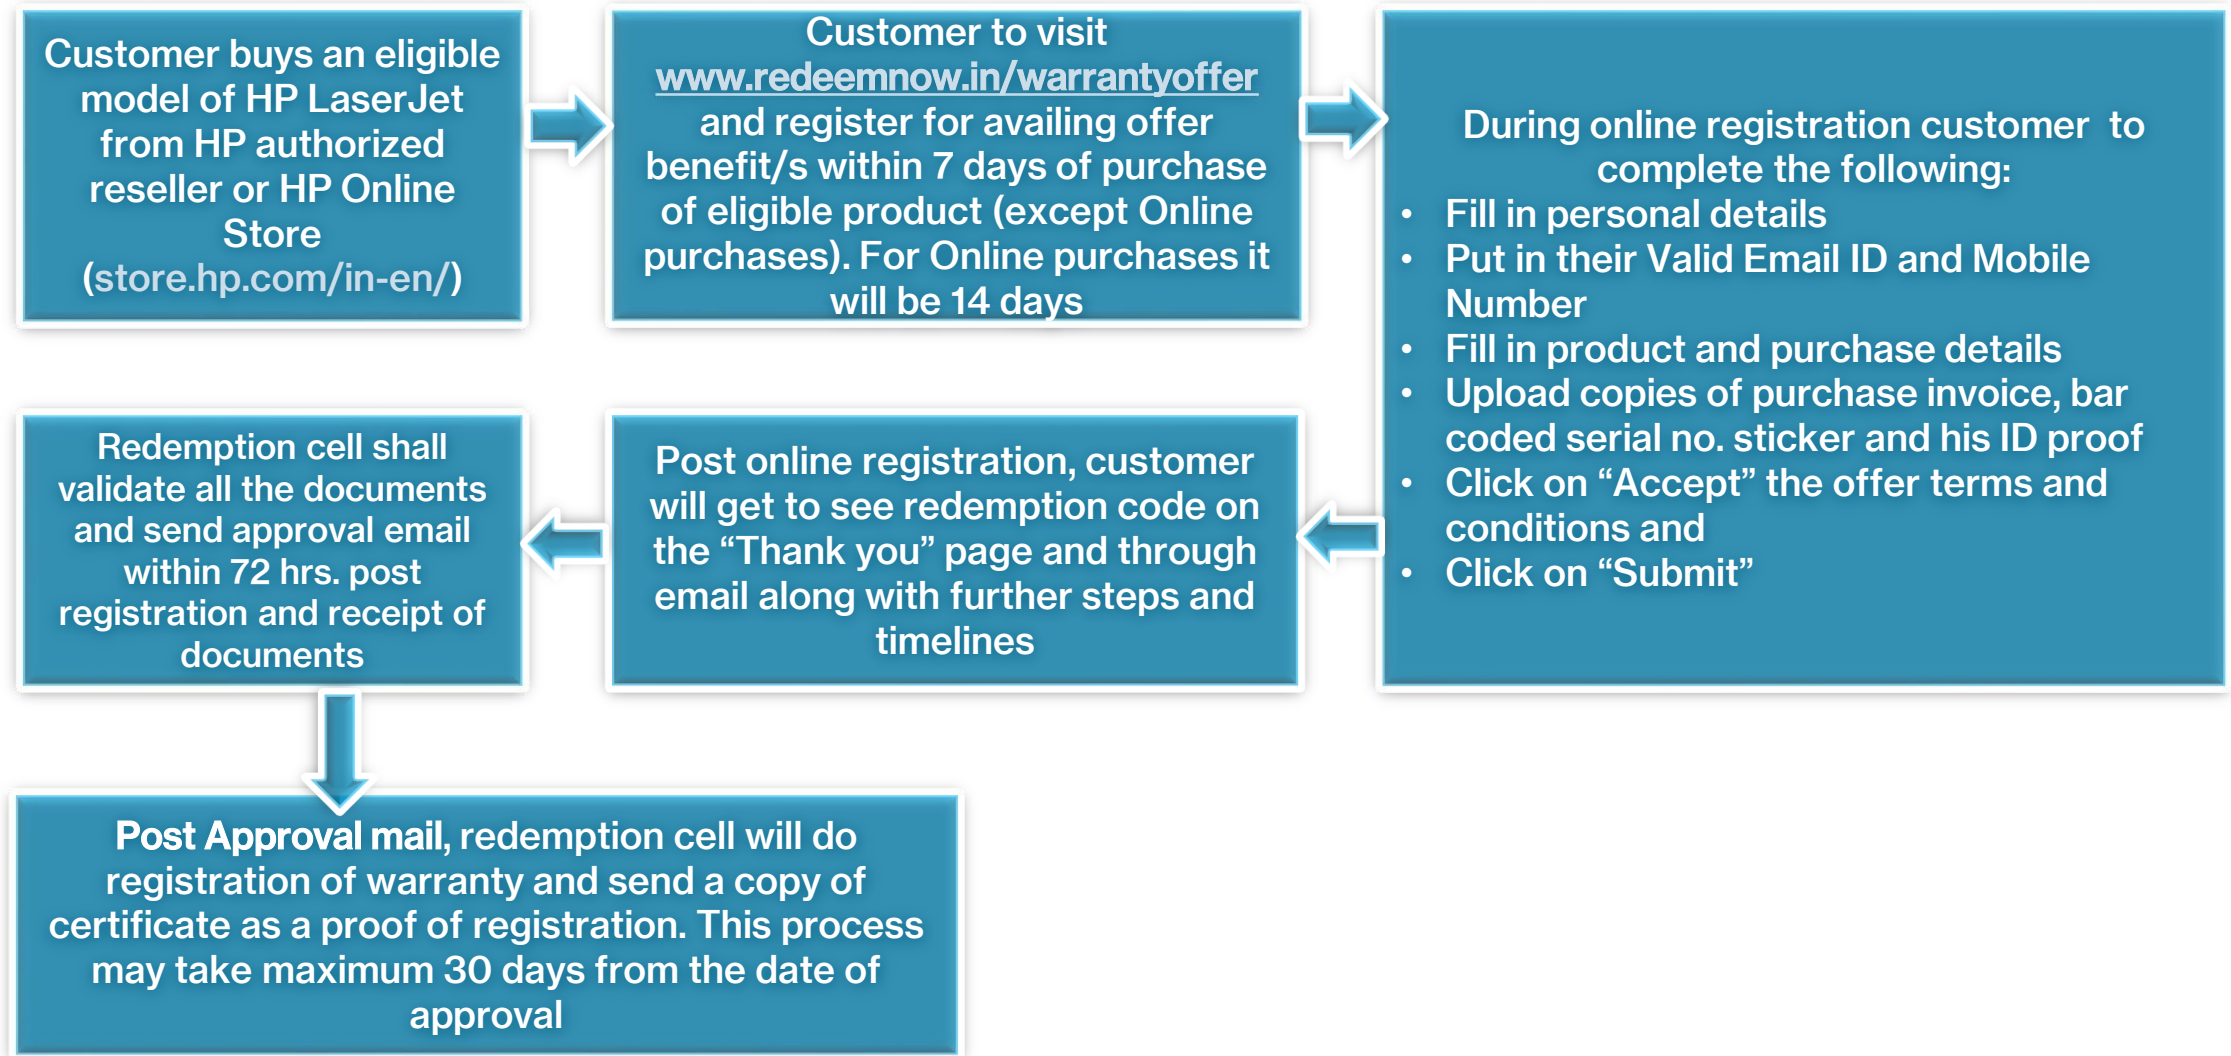 Customer buys an eligible
model of HP LaserJet
from HP authorized
reseller or HP Online
Store
(store.hp.com/in-en/)
Customer to visit
www.redeemnow.in/warrantyoffer
and register for availing offer
benefit/s within 7 days of purchase
of eligible product (except Online
purchases). For Online purchases it
will be 14 days
During online registration customer to
complete the following:
• Fill in personal details
• Put in their Valid Email ID and Mobile
Number
• Fill in product and purchase details
• Upload copies of purchase invoice, bar
coded serial no. sticker and his ID proof
• Click on “Accept” the offer terms and
conditions and
• Click on “Submit”
Post online registration, customer
will get to see redemption code on
the “Thank you” page and through
email along with further steps and
timelines
Redemption cell shall
validate all the documents
and send approval email
within 72 hrs. post
registration and receipt of
documents
Post Approval mail, redemption cell will do
registration of warranty and send a copy of
certificate as a proof of registration. This process
may take maximum 30 days from the date of
approval